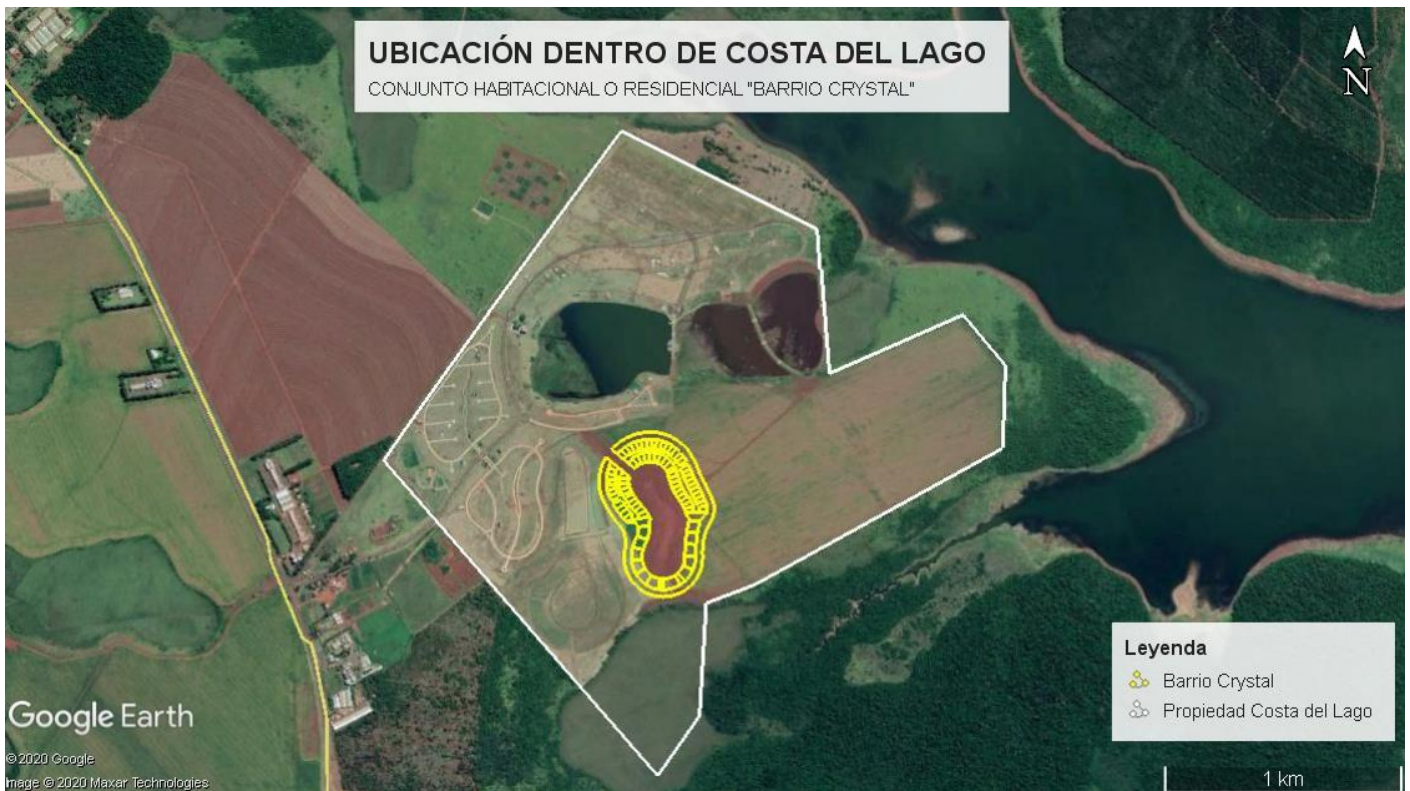 UBICACIÓN DENTRO DE COSTA DEL LAGO
CONJUNTO HABITACIONAL O RESIDENCIAL "BARRIO CRYSTAL"
N
Leyenda
Barrio Crystal
Propiedad Costa del Lago
Google Earth
©2020 Google
Image © 2020 Maxar Technologies
1 km